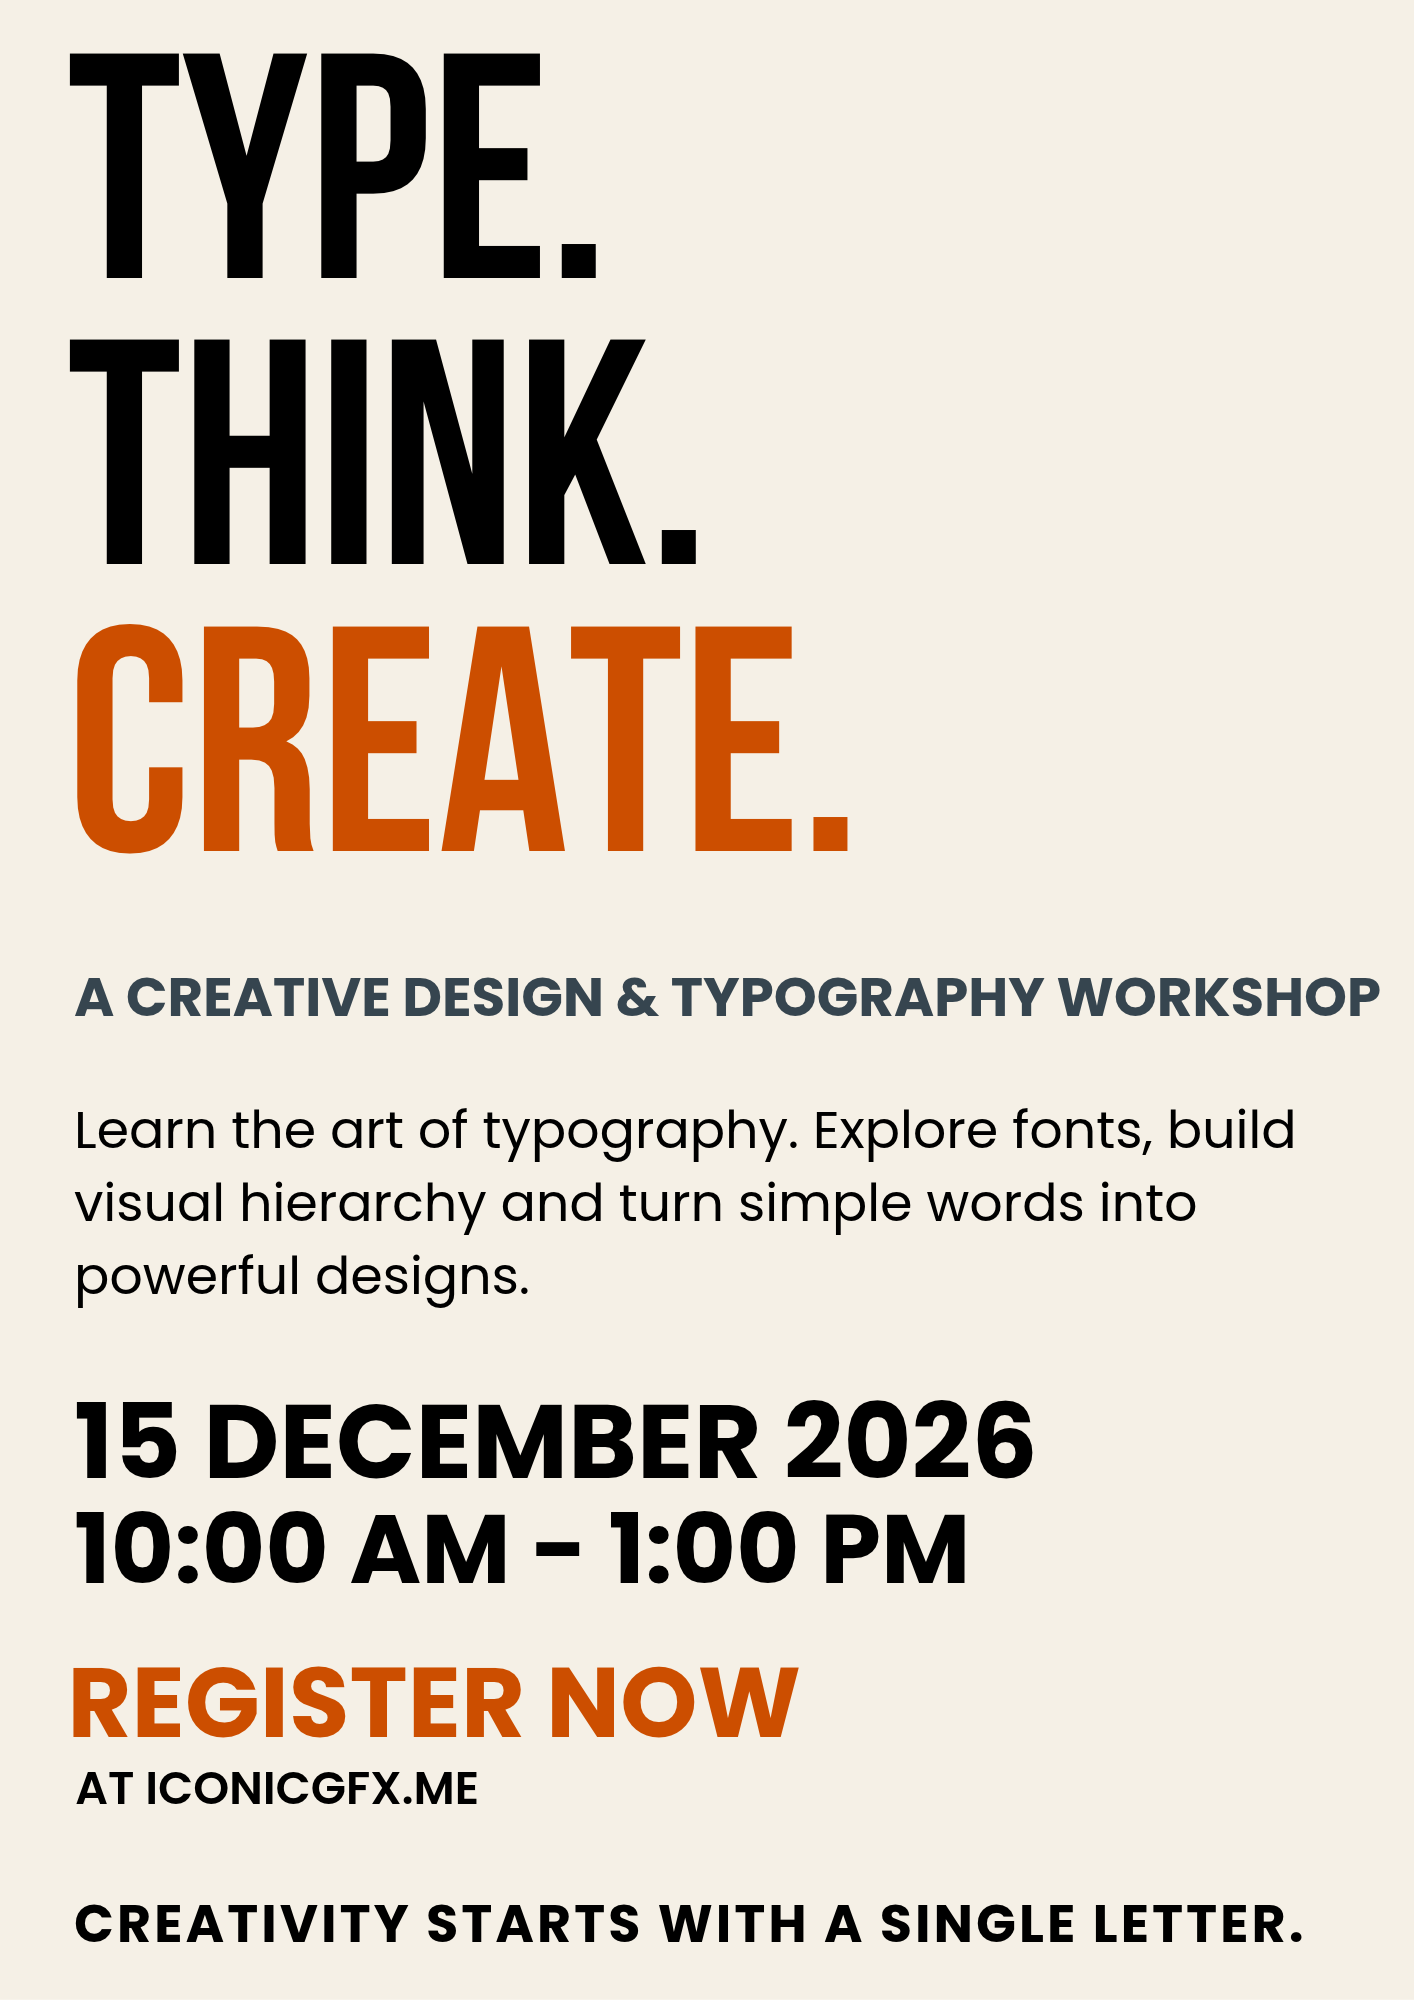 TYPE.
THINK.
CREATE.
A CREATIVE DESIGN & TYPOGRAPHY WORKSHOP
Learn the art of typography. Explore fonts, build
visual hierarchy and turn simple words into
powerful designs.
15 DECEMBER 2026
10:00 AM - 1:00 PM
REGISTER NOW
AT ICONICGFX.ME
CREATIVITY STARTS WITH A SINGLE LETTER.